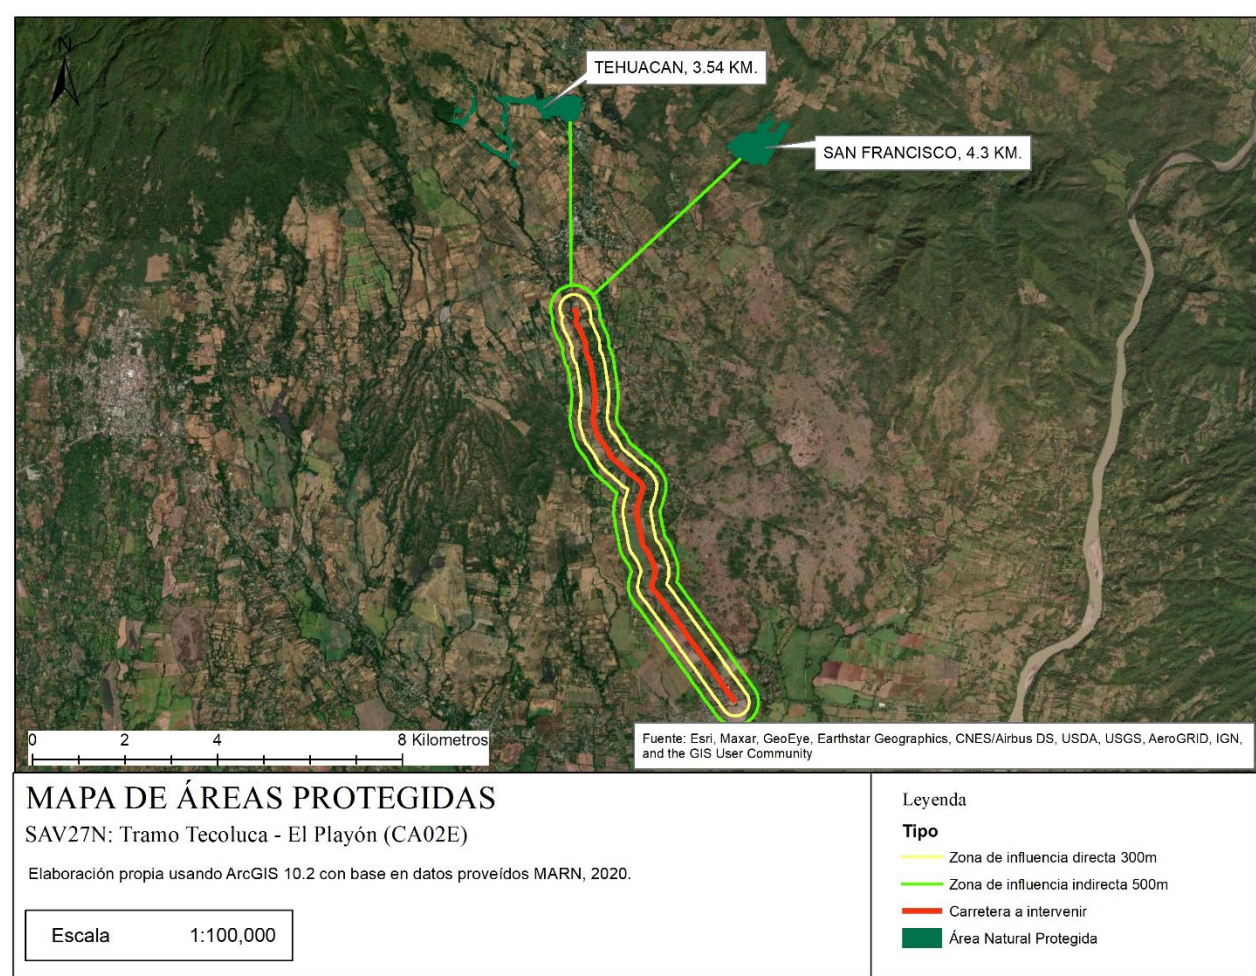 N
TEHUACAN, 3.54 KM.
SAN FRANCISCO, 4.3 KM.
0 2 4 8 Kilometros
Fuente: Esri, Maxar, GeoEye, Earthstar Geographics, CNES/Airbus DS, USDA, USGS, AeroGRID, IGN,
and the GIS User Community
MAPA DE ÁREAS PROTEGIDAS
SAV27N: Tramo Tecoluca - El Playón (CA02E)
Elaboración propia usando ArcGIS 10.2 con base en datos proveídos MARN, 2020.
Escala 1:100,000
Leyenda
Tipo
Zona de influencia directa 300m
Zona de influencia indirecta 500m
Carretera a intervenir
Área Natural Protegida